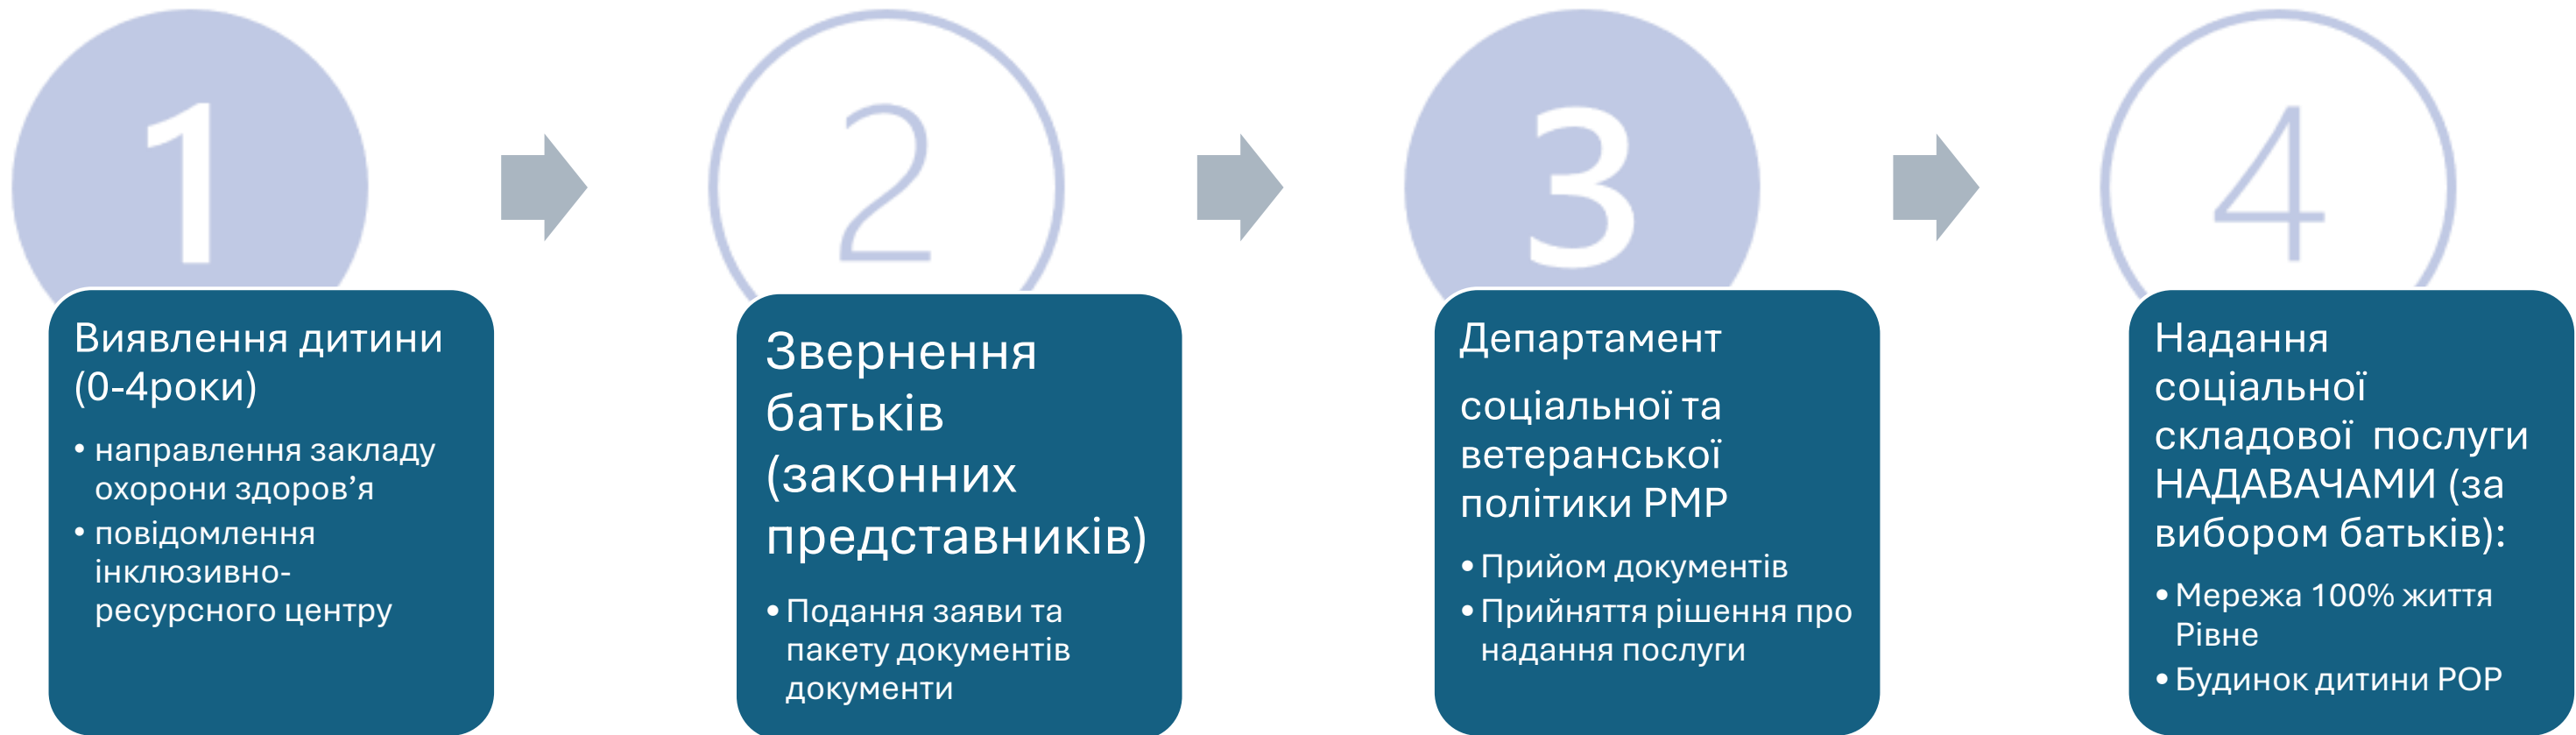 1
Виявлення дитини
(0-4роки)
• направлення закладу
охорони здоров’я
• повідомлення
інклюзивно-
ресурсного центру
2
Звернення
батьків
(законних
представників)
• Подання заяви та
пакету документів
документи
3
Департамент
соціальної та
ветеранської
політики РМР
• Прийом документів
• Прийняття рішення про
надання послуги
4
Надання
соціальної
складової  послуги
НАДАВАЧАМИ (за
вибором батьків):
• Мережа 100% життя
Рівне
• Будинок дитини РОР